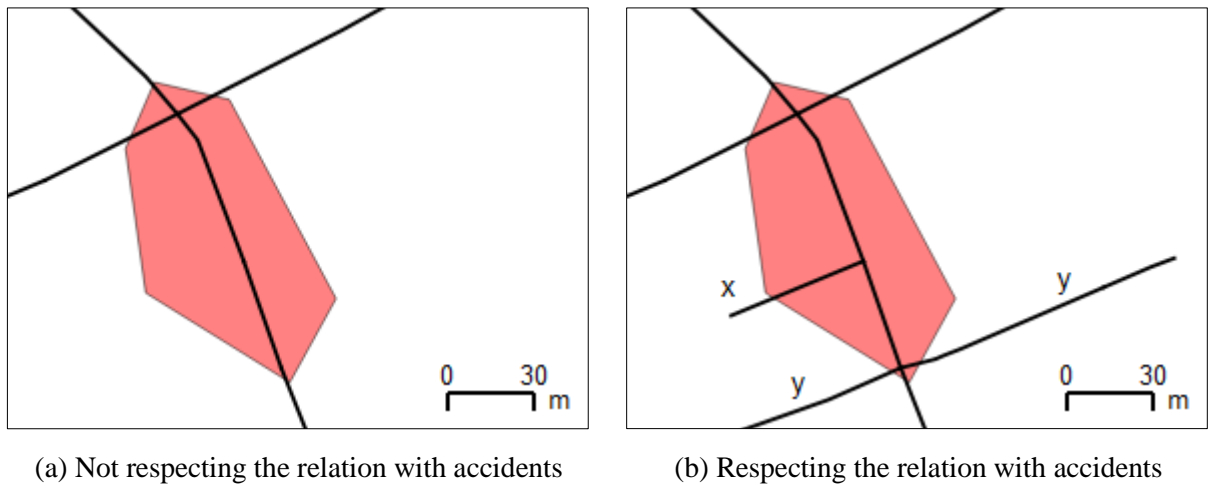 0 30
m
x
y
y
0 30
m
(a) Not respecting the relation with accidents
(b) Respecting the relation with accidents